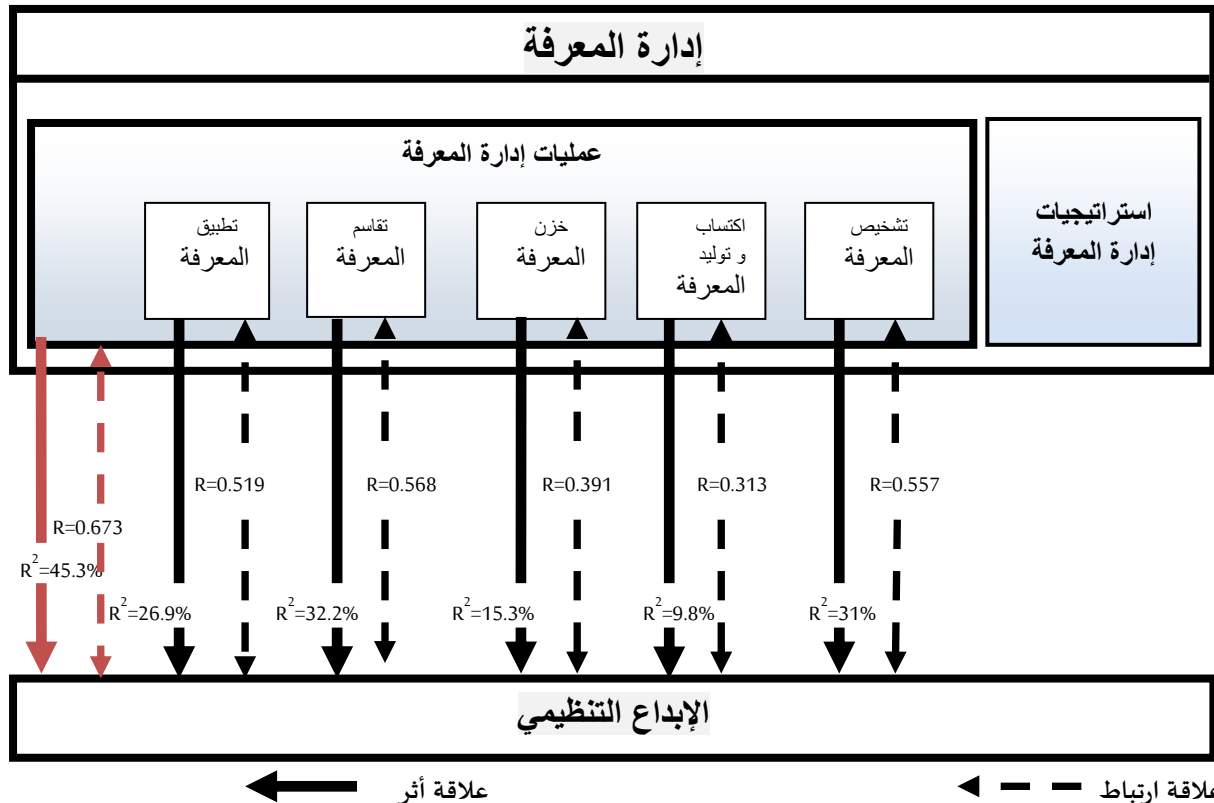 إدارة المعرفة
عمليات إدارة المعرفة
استراتيجيات
إدارة المعرفة
تشخيص
المعرفة
اكتساب
و توليد
المعرفة
خزن
المعرفة
تقاسم
المعرفة
تطبيق
المعرفة
R=0.557
R=0.313
R=0.391
R=0.568
R=0.519
R=0.673
R²=45.3%
R²=31%
R²=9.8%
R²=15.3%
R²=32.2%
R²=26.9%
الإبداع التنظيمي
علاقة ارتباط
علاقة أثر